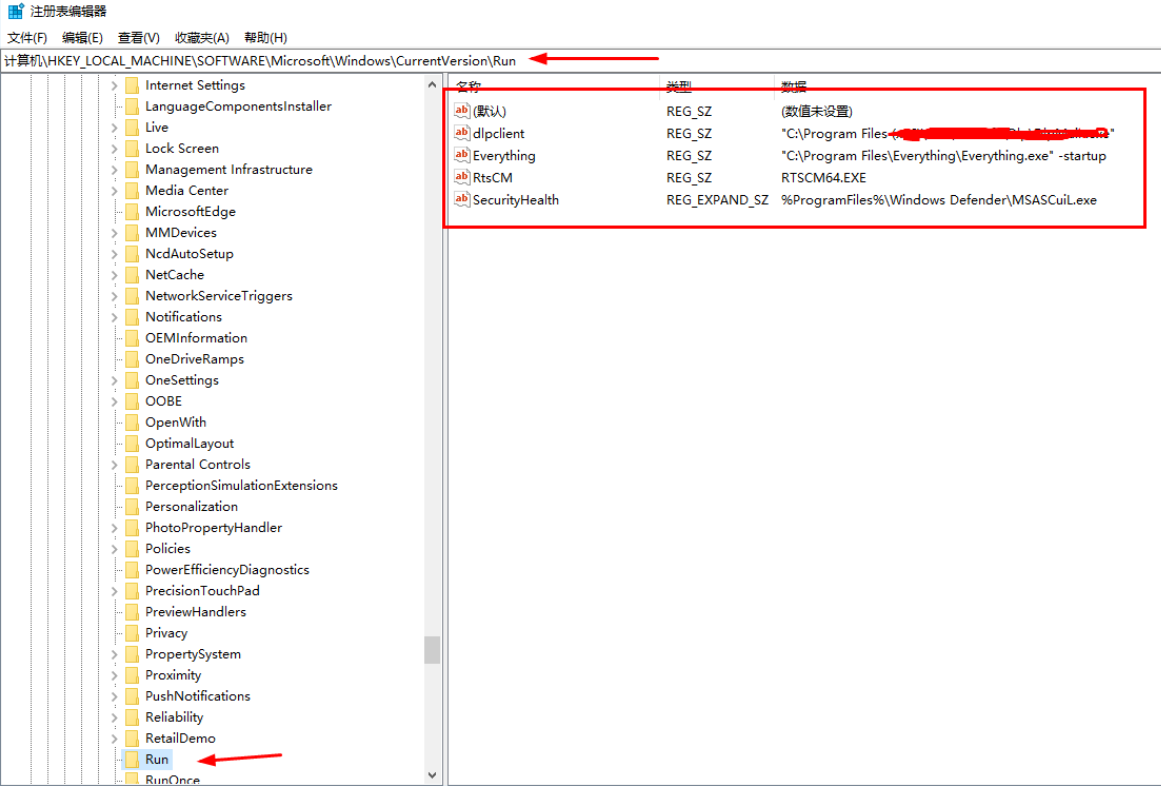 注册表编辑器
文件(F) 编辑(E) 查看(V) 收藏夹(A) 帮助(H)
计算机\HKEY_LOCAL_MACHINE\SOFTWARE\Microsoft\Windows\CurrentVersion\Run
Internet Settings
LanguageComponentsInstaller
Live
Lock Screen
Management Infrastructure
Media Center
MicrosoftEdge
MMDevices
NcdAutoSetup
NetCache
NetworkServiceTriggers
Notifications
OEMInformation
OneDriveRamps
OneSettings
OOBE
OpenWith
OptimalLayout
Parental Controls
PerceptionSimulationExtensions
Personalization
PhotoPropertyHandler
Policies
PowerEfficiencyDiagnostics
PrecisionTouchPad
PreviewHandlers
Privacy
PropertySystem
Proximity
PushNotifications
Reliability
RetailDemo
Run
RunOnce
名称 类型 数据
ab (默认) REG_SZ (数值未设置)
ab dlpclient REG_SZ "C:\Program Files
ab Everything REG_SZ "C:\Program Files\Everything\Everything.exe" -startup
ab RtsCM REG_SZ RTSCM64.EXE
ab SecurityHealth REG_EXPAND_SZ %ProgramFiles%\Windows Defender\MSASCuiL.exe